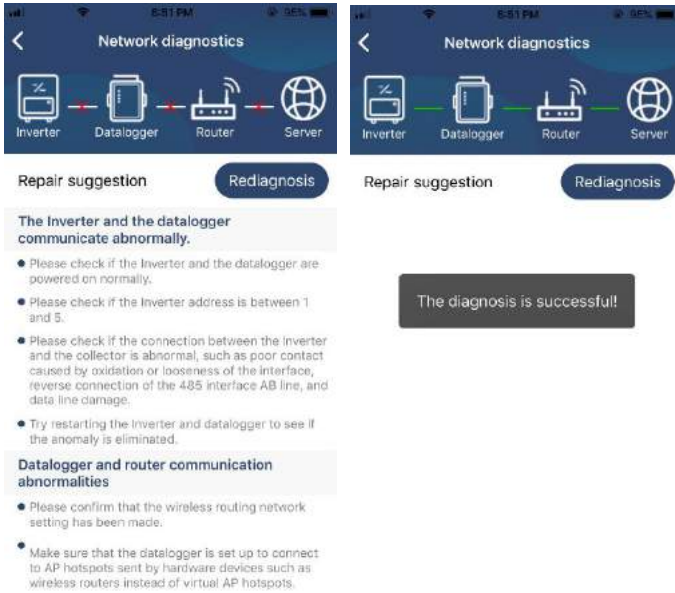 6:51 PM
95%
Network diagnostics
Inverter
Datalogger
Router
Server
Repair suggestion
Rediagnosis
The Inverter and the datalogger
communicate abnormally.
Please check if the Inverter and the datalogger are
powered on normally.
Please check if the Inverter address is between 1
and 5.
Please check if the connection between the Inverter
and the collector is abnormal, such as poor contact
caused by oxidation or looseness of the interface,
reverse connection of the 485 interface AB line, and
data line damage.
Try restarting the Inverter and datalogger to see if
the anomaly is eliminated.
Datalogger and router communication
abnormalities
Please confirm that the wireless routing network
setting has been made.
Make sure that the datalogger is set up to connect
to AP hotspots sent by hardware devices such as
wireless routers instead of virtual AP hotspots.
6:51 PM
95%
Network diagnostics
Inverter
Datalogger
Router
Server
Repair suggestion
Rediagnosis
The diagnosis is successful!